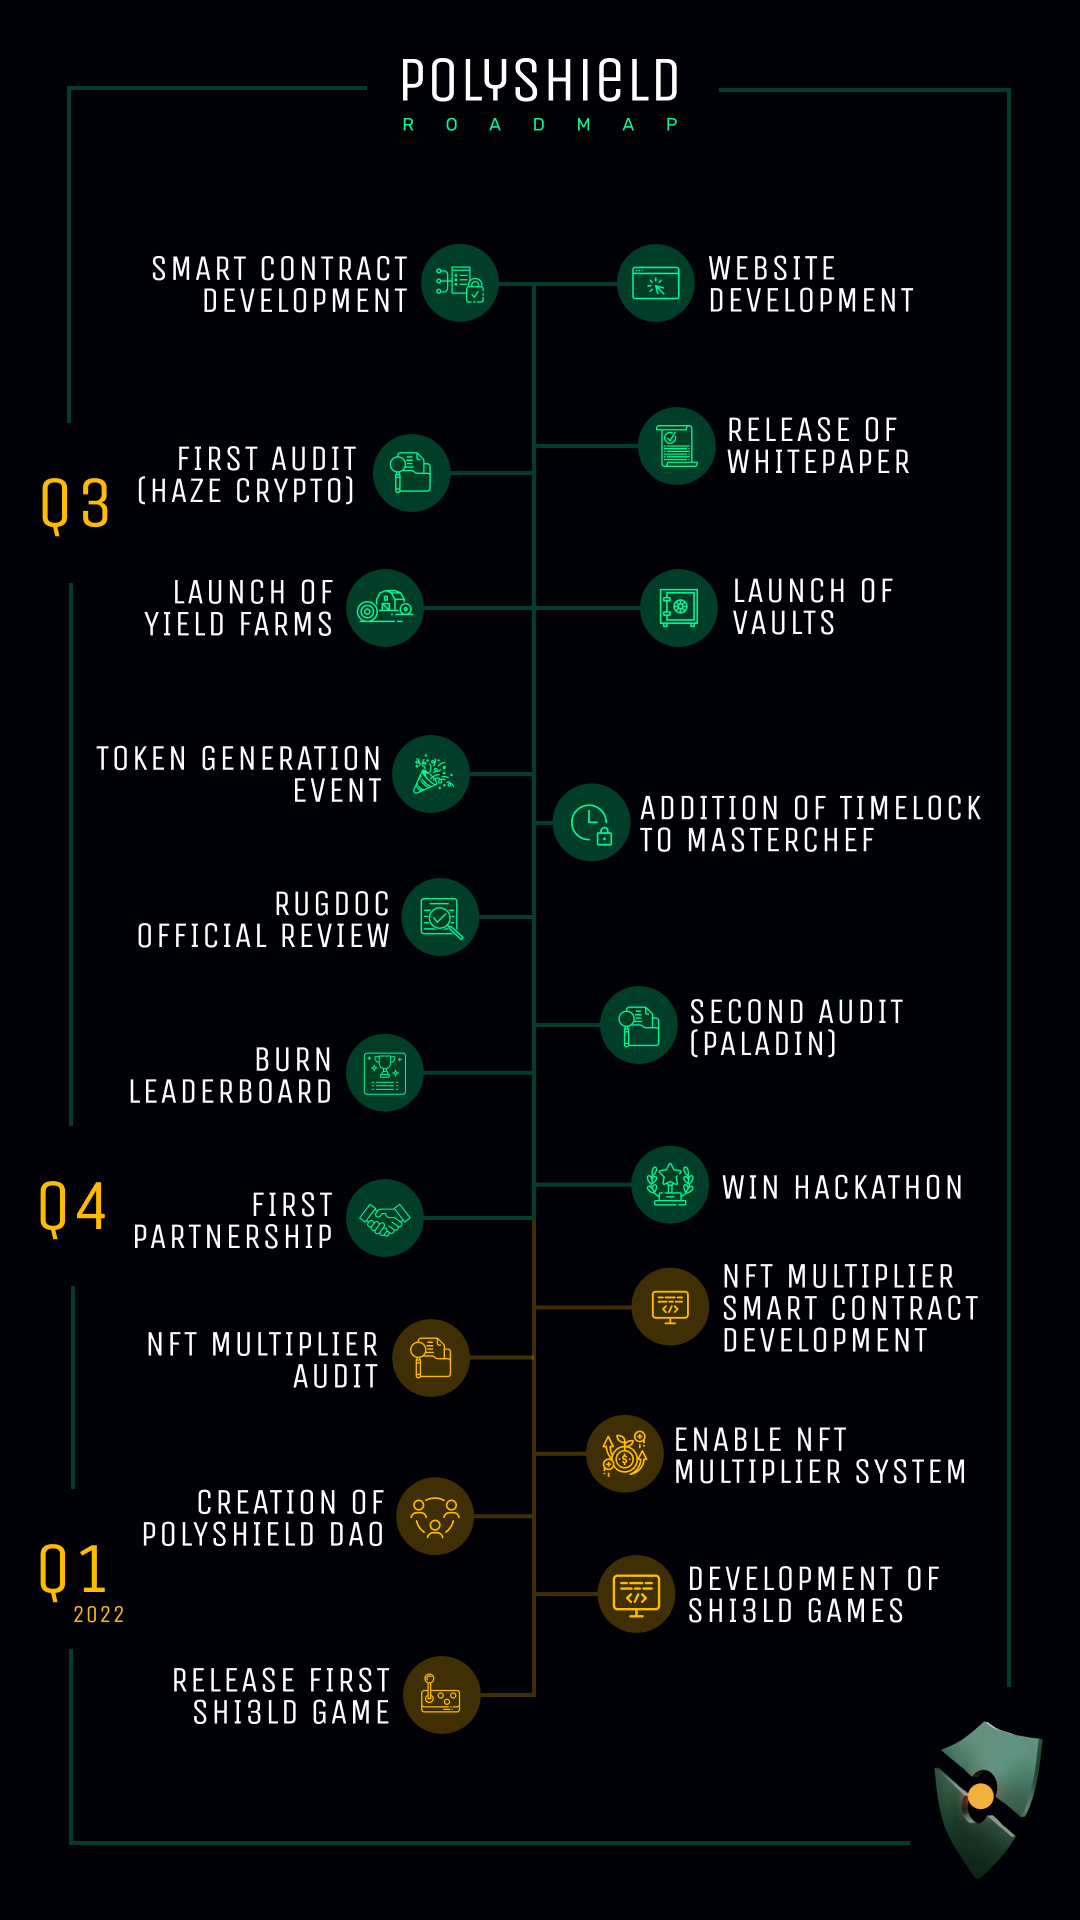 POLYSHIELD
ROADMAP
SMART CONTRACT
DEVELOPMENT
WEBSITE
DEVELOPMENT
RELEASE OF
WHITEPAPER
FIRST AUDIT
(HAZE CRYPTO)
Q3
LAUNCH OF
YIELD FARMS
LAUNCH OF
VAULTS
TOKEN GENERATION
EVENT
ADDITION OF TIMELOCK
TO MASTERCHEF
RUGDOC
OFFICIAL REVIEW
SECOND AUDIT
(PALADIN)
BURN
LEADERBOARD
WIN HACKATHON
Q4
FIRST
PARTNERSHIP
NFT MULTIPLIER
SMART CONTRACT
DEVELOPMENT
NFT MULTIPLIER
AUDIT
ENABLE NFT
MULTIPLIER SYSTEM
CREATION OF
POLYSHIELD DAO
Q1
2022
DEVELOPMENT OF
SHI3LD GAMES
RELEASE FIRST
SHI3LD GAME